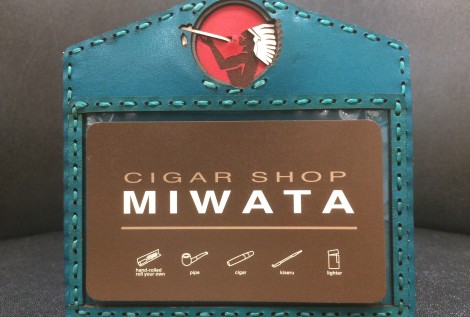 CIGAR SHOP
MIWATA
hand-rolled
roll your own
pipe
cigar
kiseru
lighter